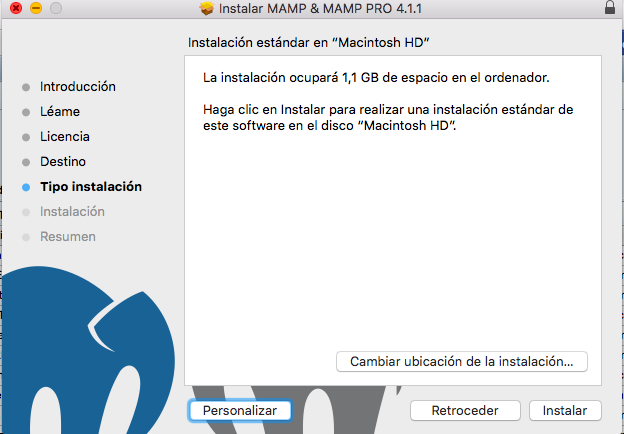 Instalar MAMP & MAMP PRO 4.1.1
Instalación estándar en “Macintosh HD”
Introducción
Léame
Licencia
Destino
Tipo instalación
Instalación
Resumen
La instalación ocupará 1,1 GB de espacio en el ordenador.
Haga clic en Instalar para realizar una instalación estándar de
este software en el disco “Macintosh HD”.
Cambiar ubicación de la instalación...
Personalizar
Retroceder
Instalar